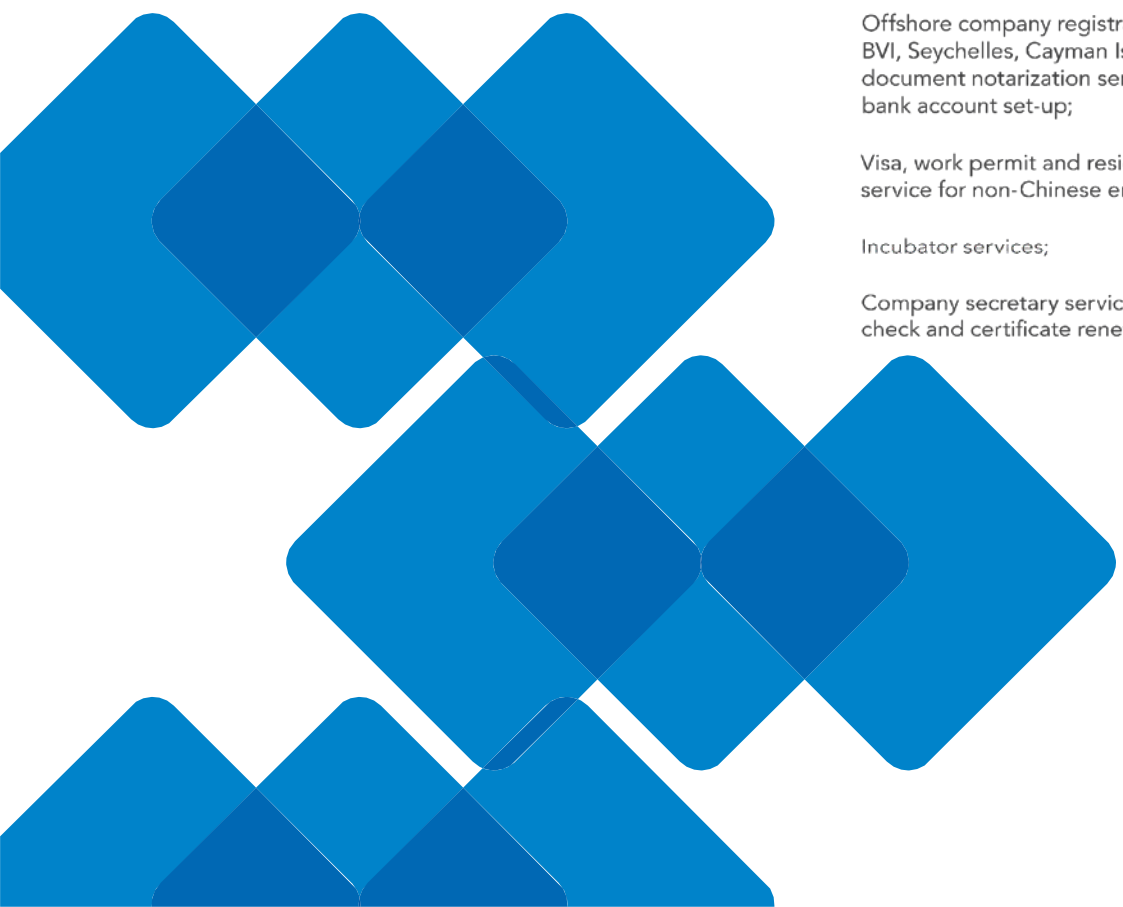 Offshore company registr
BVI, Seychelles, Cayman Is
document notarization ser
bank account set-up;
Visa, work permit and resi
service for non-Chinese e
Incubator services;
Company secretary servic
check and certificate rene